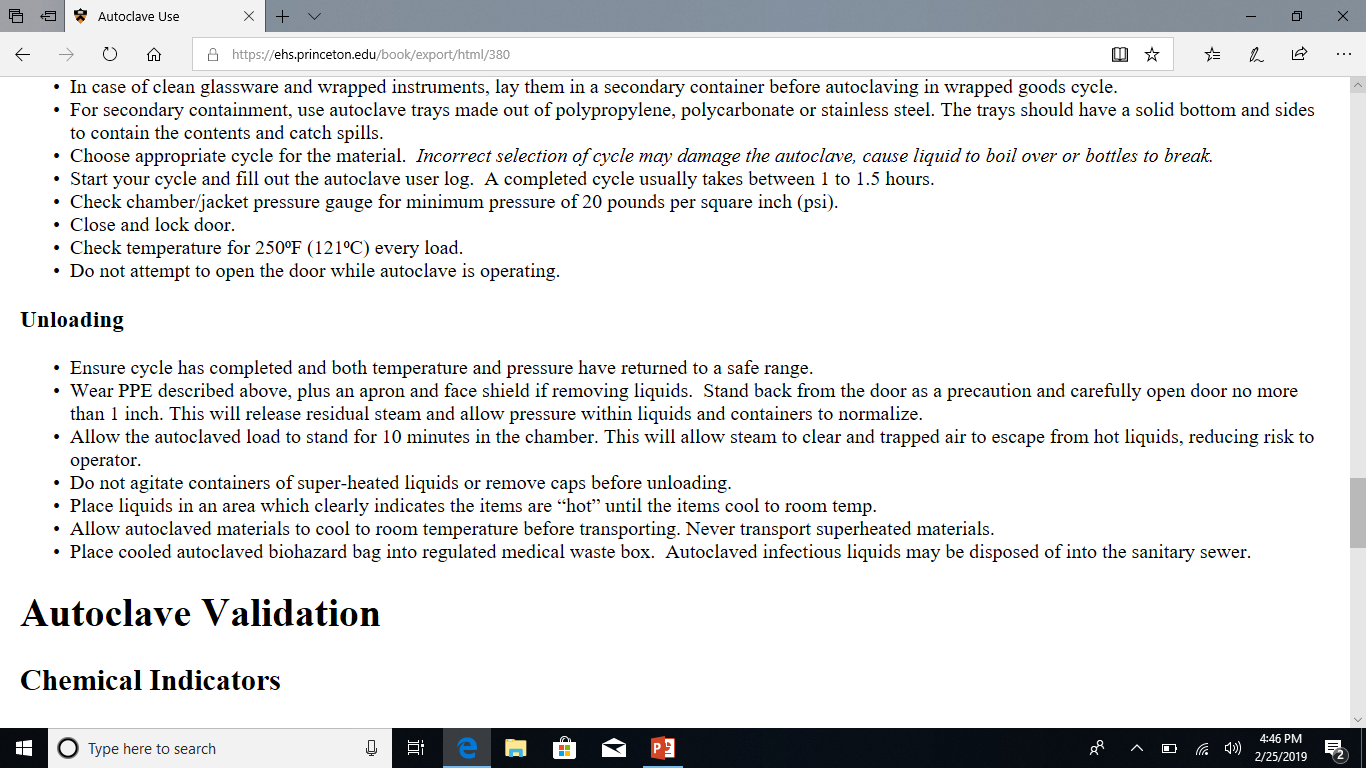 Autoclave Use
https://ehs.princeton.edu/book/export/html/380
• In case of clean glassware and wrapped instruments, lay them in a secondary container before autoclaving in wrapped goods cycle.
• For secondary containment, use autoclave trays made out of polypropylene, polycarbonate or stainless steel. The trays should have a solid bottom and sides
to contain the contents and catch spills.
• Choose appropriate cycle for the material.  Incorrect selection of cycle may damage the autoclave, cause liquid to boil over or bottles to break.
• Start your cycle and fill out the autoclave user log.  A completed cycle usually takes between 1 to 1.5 hours.
• Check chamber/jacket pressure gauge for minimum pressure of 20 pounds per square inch (psi).
• Close and lock door.
• Check temperature for 250⁰F (121⁰C) every load.
• Do not attempt to open the door while autoclave is operating.
Unloading
• Ensure cycle has completed and both temperature and pressure have returned to a safe range.
• Wear PPE described above, plus an apron and face shield if removing liquids.  Stand back from the door as a precaution and carefully open door no more
than 1 inch. This will release residual steam and allow pressure within liquids and containers to normalize.
• Allow the autoclaved load to stand for 10 minutes in the chamber. This will allow steam to clear and trapped air to escape from hot liquids, reducing risk to
operator.
• Do not agitate containers of super-heated liquids or remove caps before unloading.
• Place liquids in an area which clearly indicates the items are “hot” until the items cool to room temp.
• Allow autoclaved materials to cool to room temperature before transporting. Never transport superheated materials.
• Place cooled autoclaved biohazard bag into regulated medical waste box.  Autoclaved infectious liquids may be disposed of into the sanitary sewer.
Autoclave Validation
Chemical Indicators
Type here to search
4:46 PM
2/25/2019
2